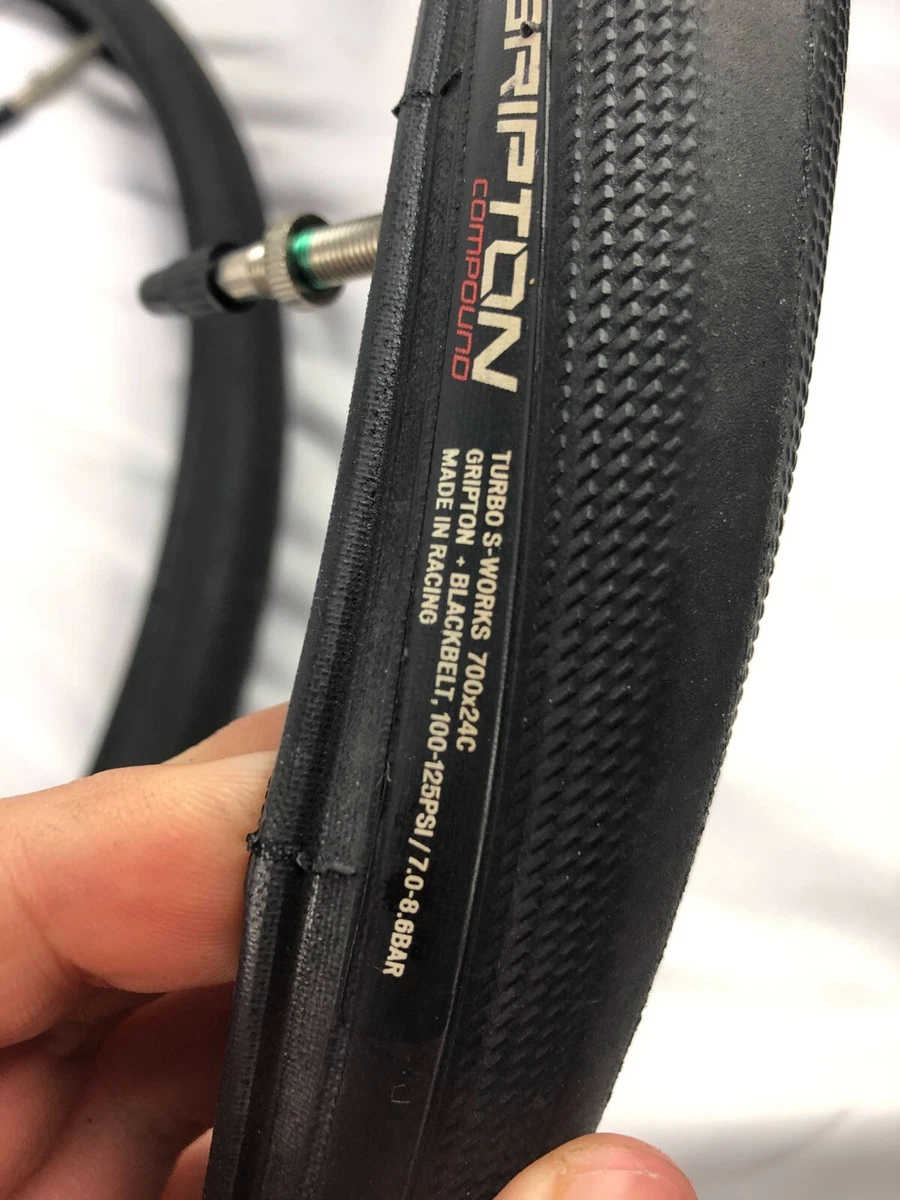 GRIPTON
COMPOUND
TURBO S-WORKS 700x24C
GRIPTON + BLACKBELT, 100-125PSI / 7.0-8.6BAR
MADE IN RACING